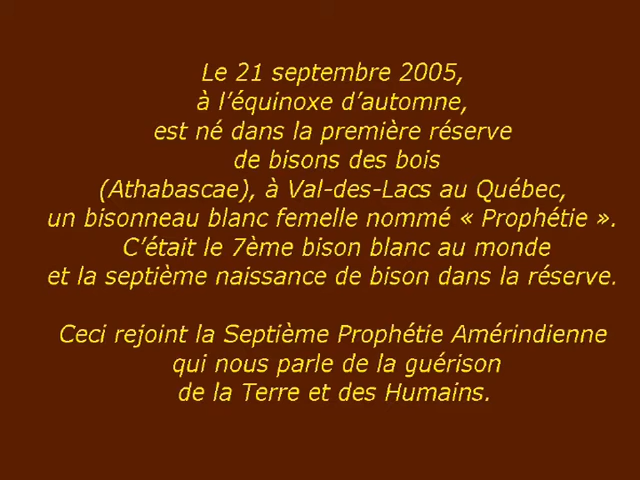 Le 21 septembre 2005,
à l’équinoxe d’automne,
est né dans la première réserve
de bisons des bois
(Athabascae), à Val-des-Lacs au Québec,
un bisonneau blanc femelle nommé « Prophétie ».
C’était le 7ème bison blanc au monde
et la septième naissance de bison dans la réserve.
Ceci rejoint la Septième Prophétie Amérindienne
qui nous parle de la guérison
de la Terre et des Humains.